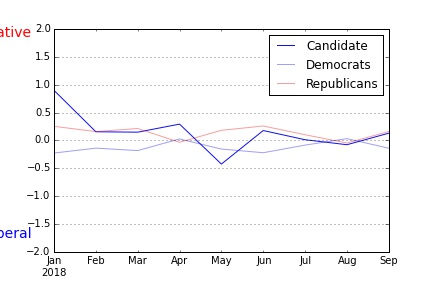 2.0
ative
Candidate
Democrats
Republicans
1.5
1.0
0.5
0.0
−0.5
−1.0
−1.5
beral
−2.0
Jan Feb Mar Apr May Jun Jul Aug Sep
2018